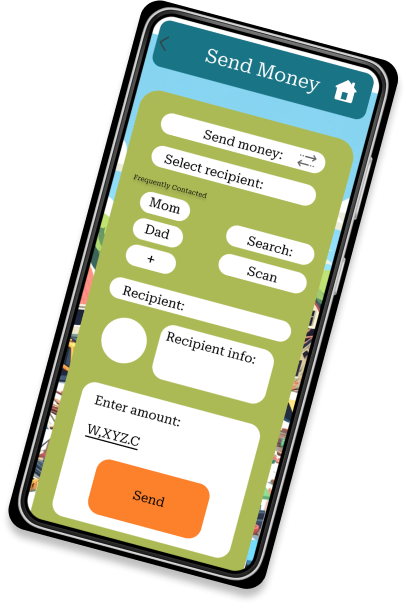 Send Money
Send money:
Select recipient:
Frequently Contacted
Mom
Dad
+
Search:
Scan
Recipient:
Recipient info:
Enter amount:
W,XYZ.C
Send